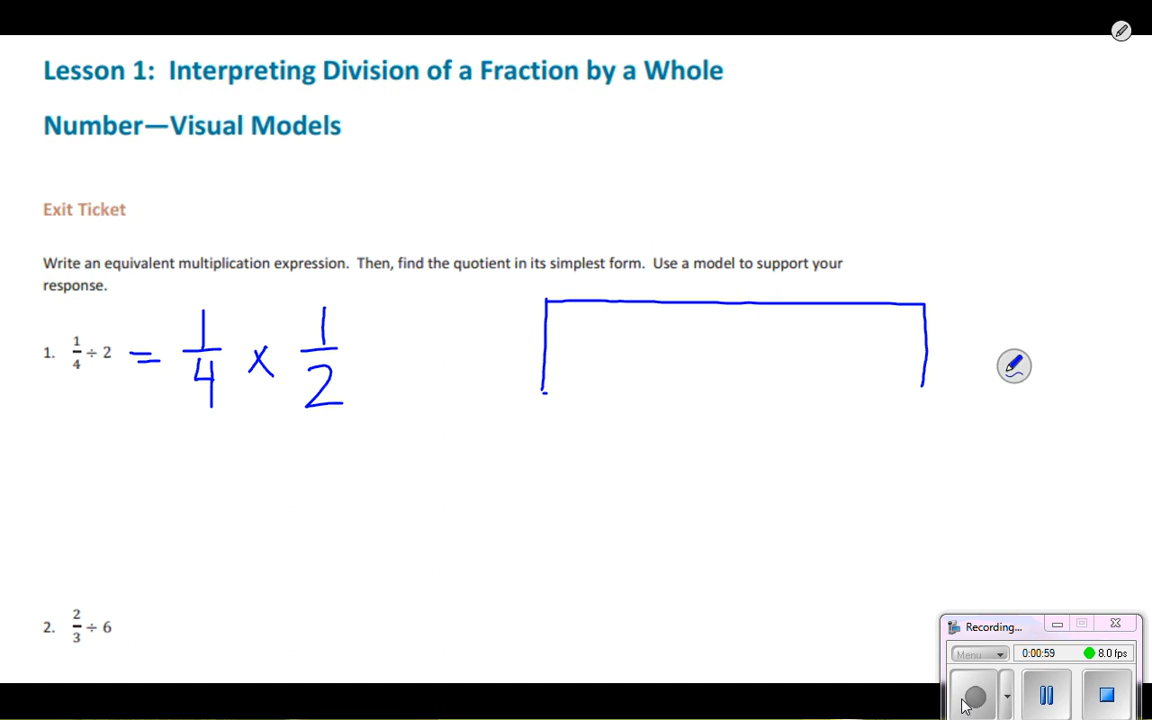 Lesson 1: Interpreting Division of a Fraction by a Whole
Number—Visual Models
Exit Ticket
Write an equivalent multiplication expression. Then, find the quotient in its simplest form. Use a model to support your
response.
1. 1/4 ÷ 2 = 1/4 × 1/2
2. 2/3 ÷ 6
Recording...
Menu 0:00:59 8.0 fps